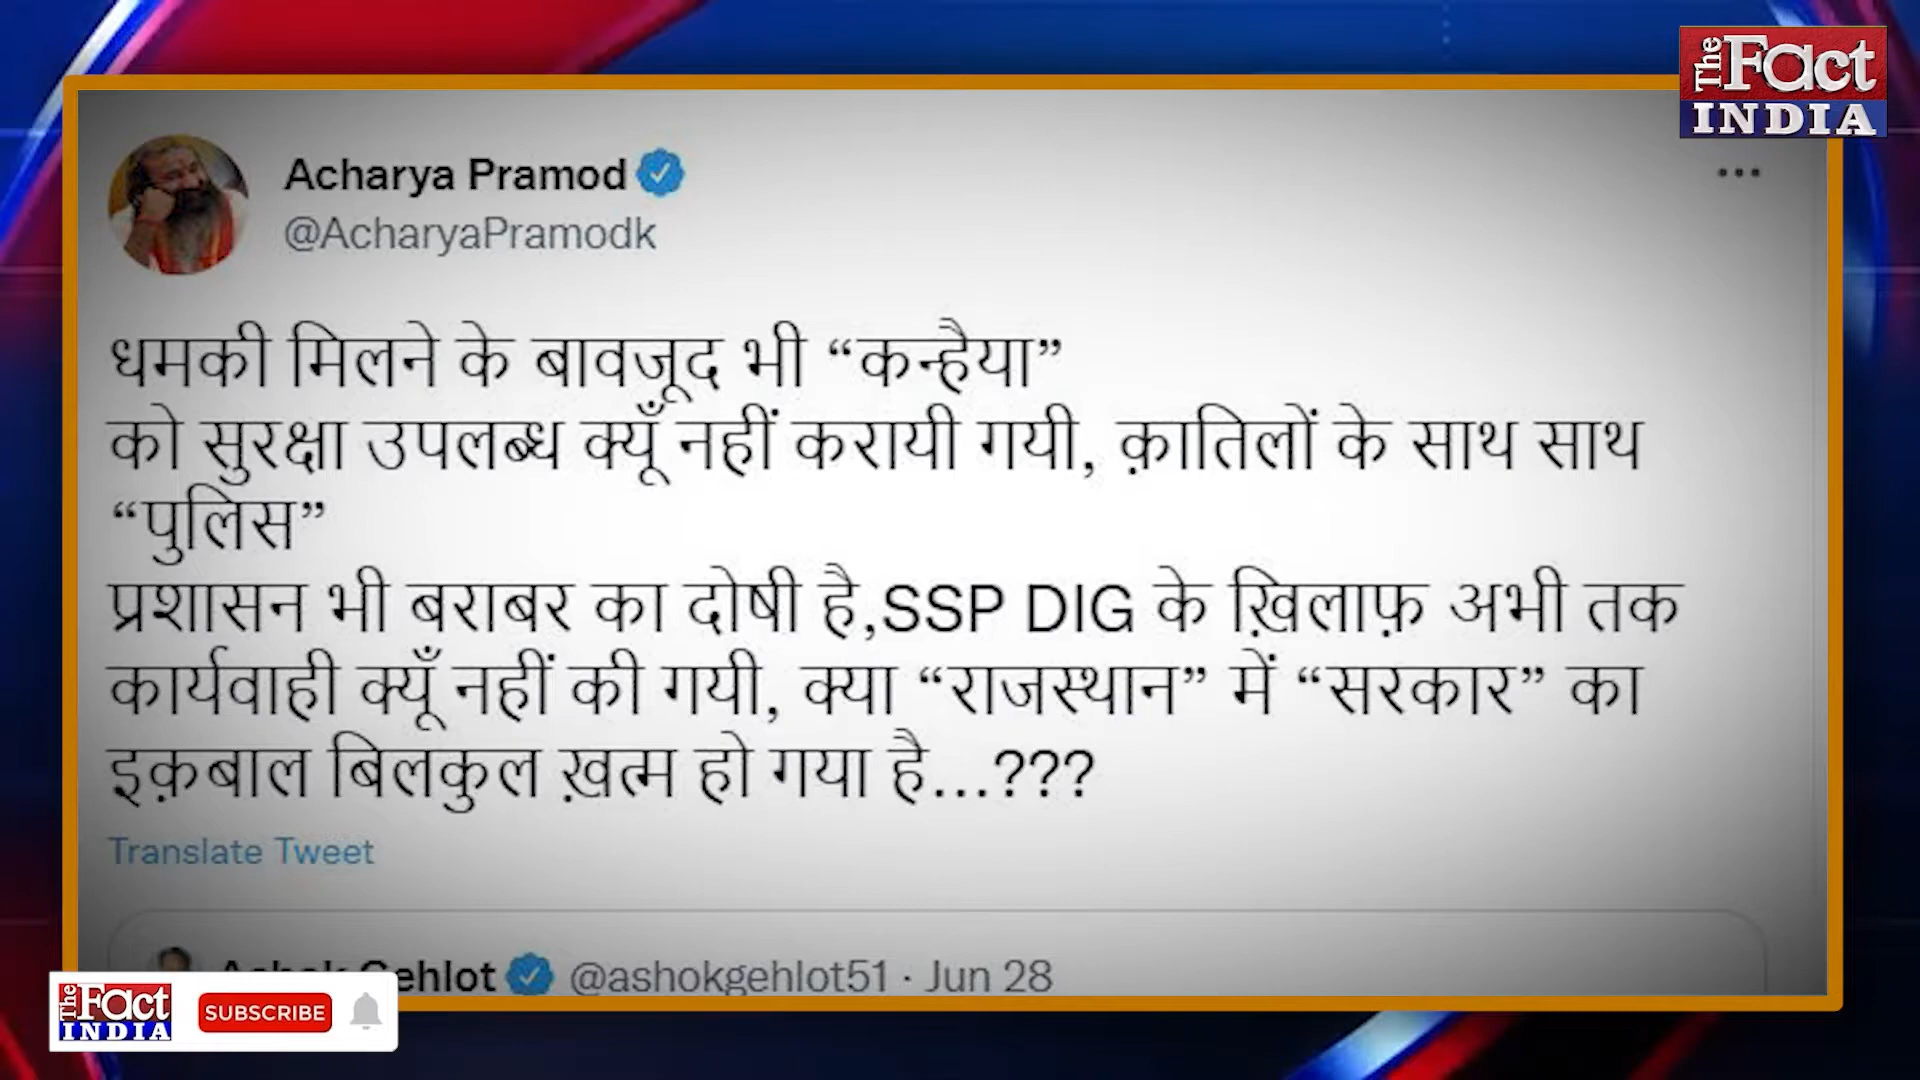 The Fact
INDIA
Acharya Pramod
@AcharyaPramodk
धमकी मिलने के बावजूद भी “कन्हैया”
को सुरक्षा उपलब्ध क्यूँ नहीं करायी गयी, क़ातिलों के साथ साथ
“पुलिस”
प्रशासन भी बराबर का दोषी है,SSP DIG के ख़िलाफ़ अभी तक
कार्यवाही क्यूँ नहीं की गयी, क्या “राजस्थान” में “सरकार” का
इक़बाल बिलकुल ख़त्म हो गया है...???
Translate Tweet
Ashok Gehlot @ashokgehlot51 · Jun 28
The Fact
INDIA
SUBSCRIBE